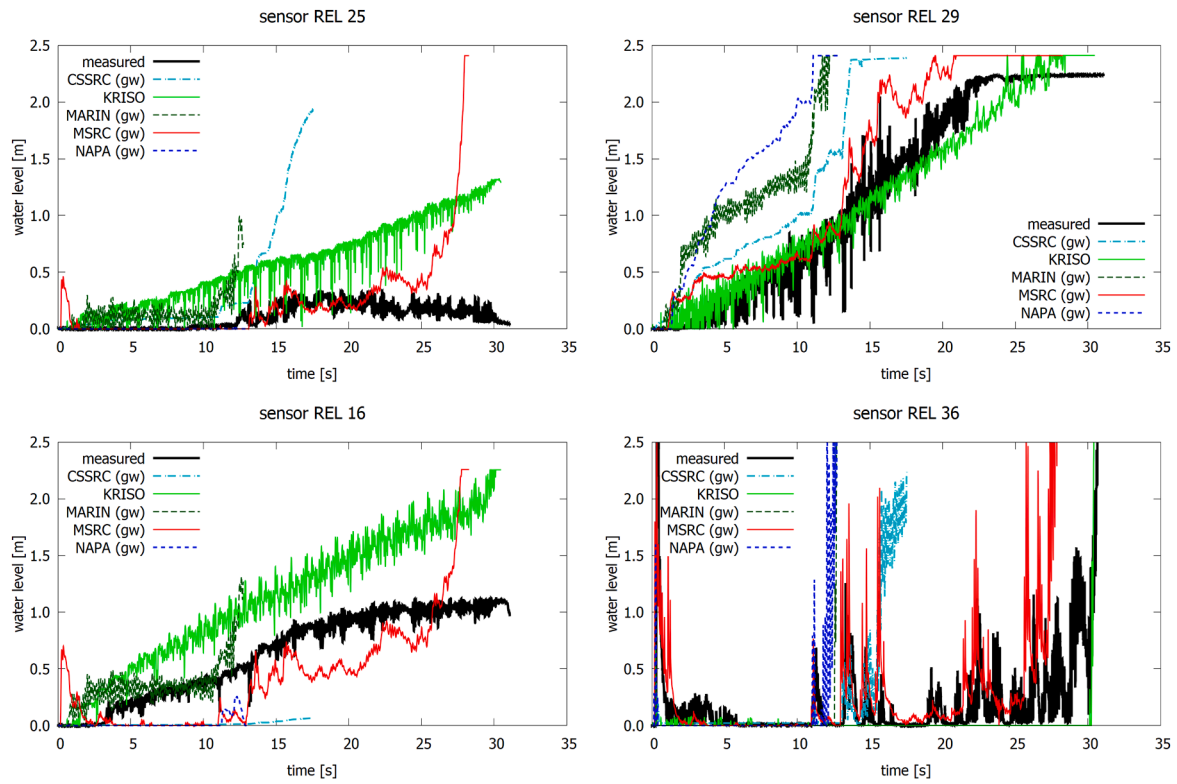 sensor REL 25
water level [m]
2.5
2.0
1.5
1.0
0.5
0.0
measured
CSSRC (gw)
KRISO
MARIN (gw)
MSRC (gw)
NAPA (gw)
0 5 10 15 20 25 30 35
time [s]
sensor REL 29
water level [m]
2.5
2.0
1.5
1.0
0.5
0.0
measured
CSSRC (gw)
KRISO
MARIN (gw)
MSRC (gw)
NAPA (gw)
0 5 10 15 20 25 30 35
time [s]
sensor REL 16
water level [m]
2.5
2.0
1.5
1.0
0.5
0.0
measured
CSSRC (gw)
KRISO
MARIN (gw)
MSRC (gw)
NAPA (gw)
0 5 10 15 20 25 30 35
time [s]
sensor REL 36
water level [m]
2.5
2.0
1.5
1.0
0.5
0.0
measured
CSSRC (gw)
KRISO
MARIN (gw)
MSRC (gw)
NAPA (gw)
0 5 10 15 20 25 30 35
time [s]